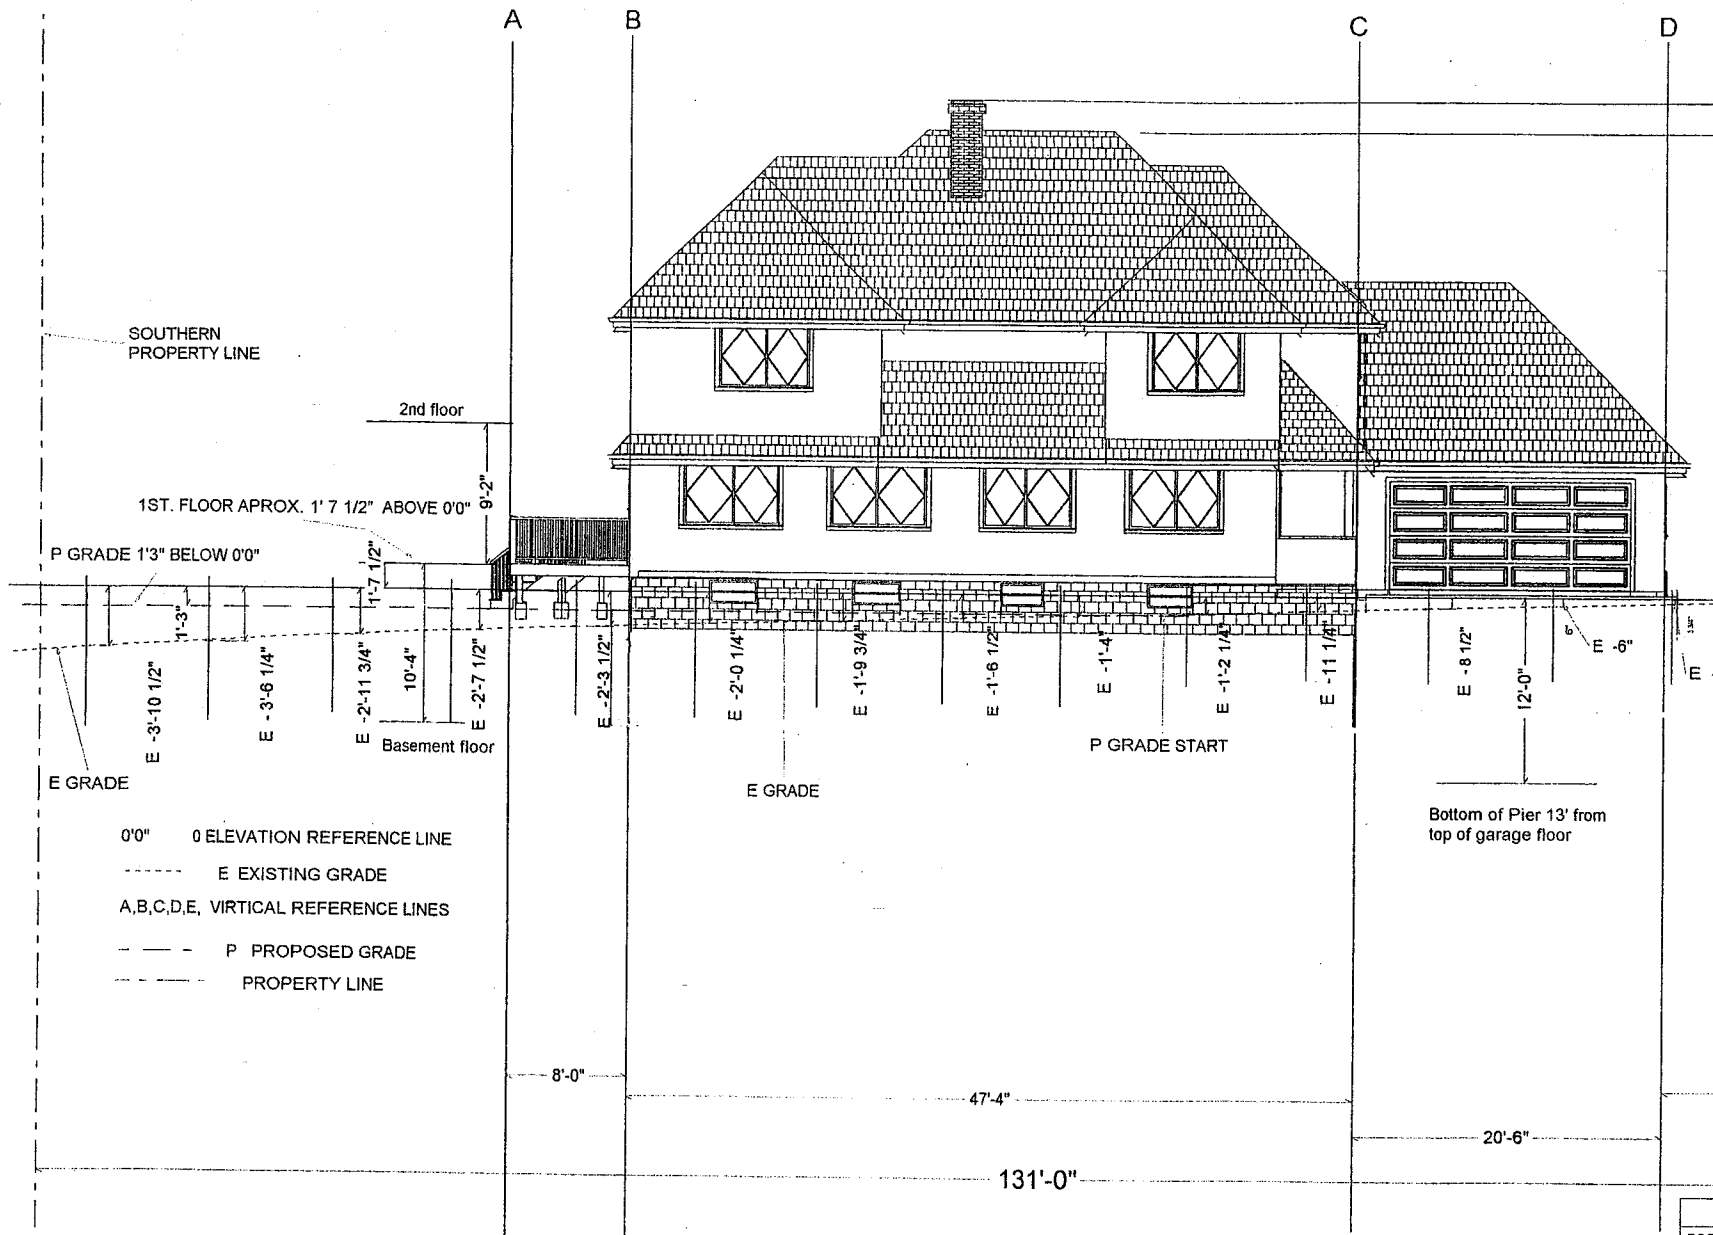 A
B
C
D
SOUTHERN
PROPERTY LINE
2nd floor
9'-2"
1ST. FLOOR APROX. 1' 7 1/2" ABOVE 0'0"
P GRADE 1'3" BELOW 0'0"
1'-7 1/2"
1'-3"
10'-4"
E -3'-10 1/2"
E -3'-6 1/4"
E -2'-11 3/4"
E -2'-7 1/2"
E -2'-3 1/2"
E -2'-0 1/4"
E -1'-9 3/4"
E -1'-6 1/2"
E -1'-4"
E -1'-2 1/4"
E -11 1/4"
E -8 1/2"
12'-0"
6"
E -6"
E
Basement floor
E GRADE
E GRADE
P GRADE START
Bottom of Pier 13' from
top of garage floor
0'0" 0 ELEVATION REFERENCE LINE
E EXISTING GRADE
A,B,C,D,E, VIRTICAL REFERENCE LINES
P PROPOSED GRADE
PROPERTY LINE
8'-0"
47'-4"
20'-6"
131'-0"